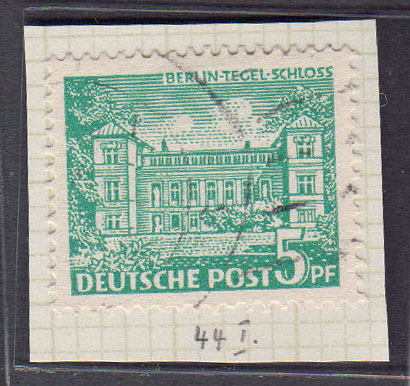 BERLIN-TEGEL-SCHLOSS
DEUTSCHE POST 5 PF
44 I.